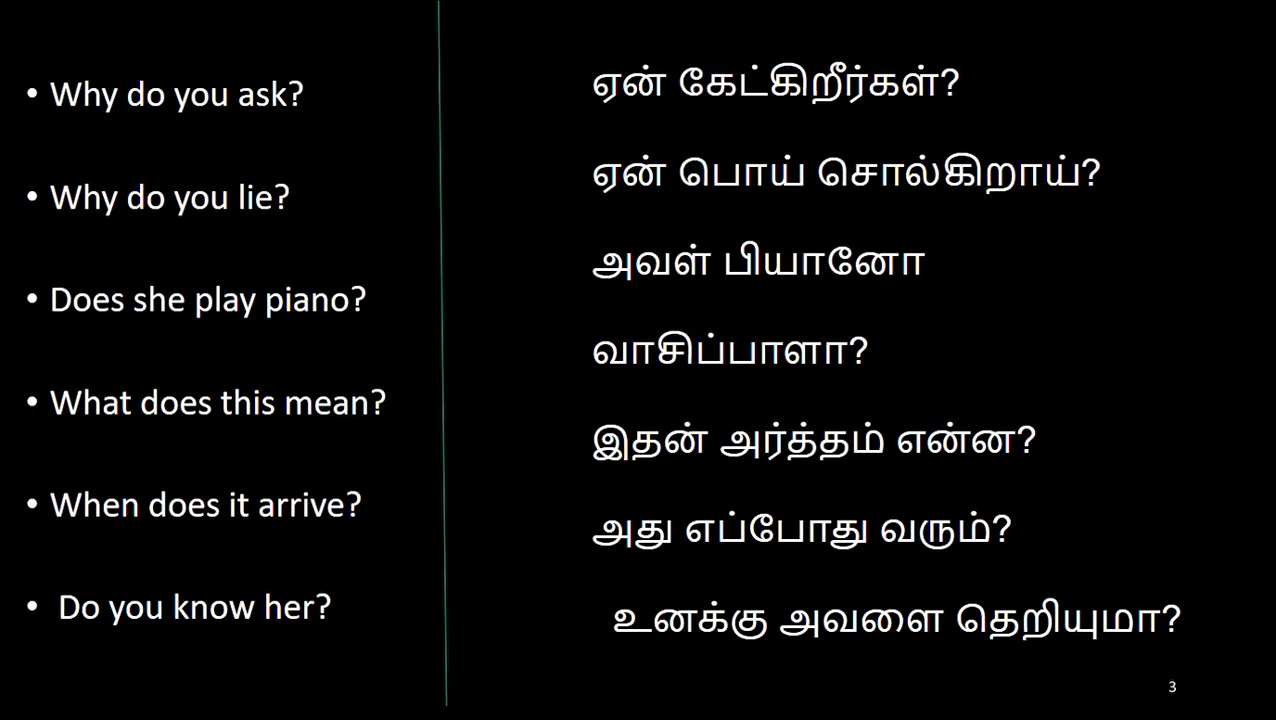 • Why do you ask?
• Why do you lie?
• Does she play piano?
• What does this mean?
• When does it arrive?
• Do you know her?
ஏன் கேட்கிறீர்கள்?
ஏன் பொய் சொல்கிறாய்?
அவள் பியானோ
வாசிப்பாளா?
இதன் அர்த்தம் என்ன?
அது எப்போது வரும்?
உனக்கு அவளை தெறியுமா?
3